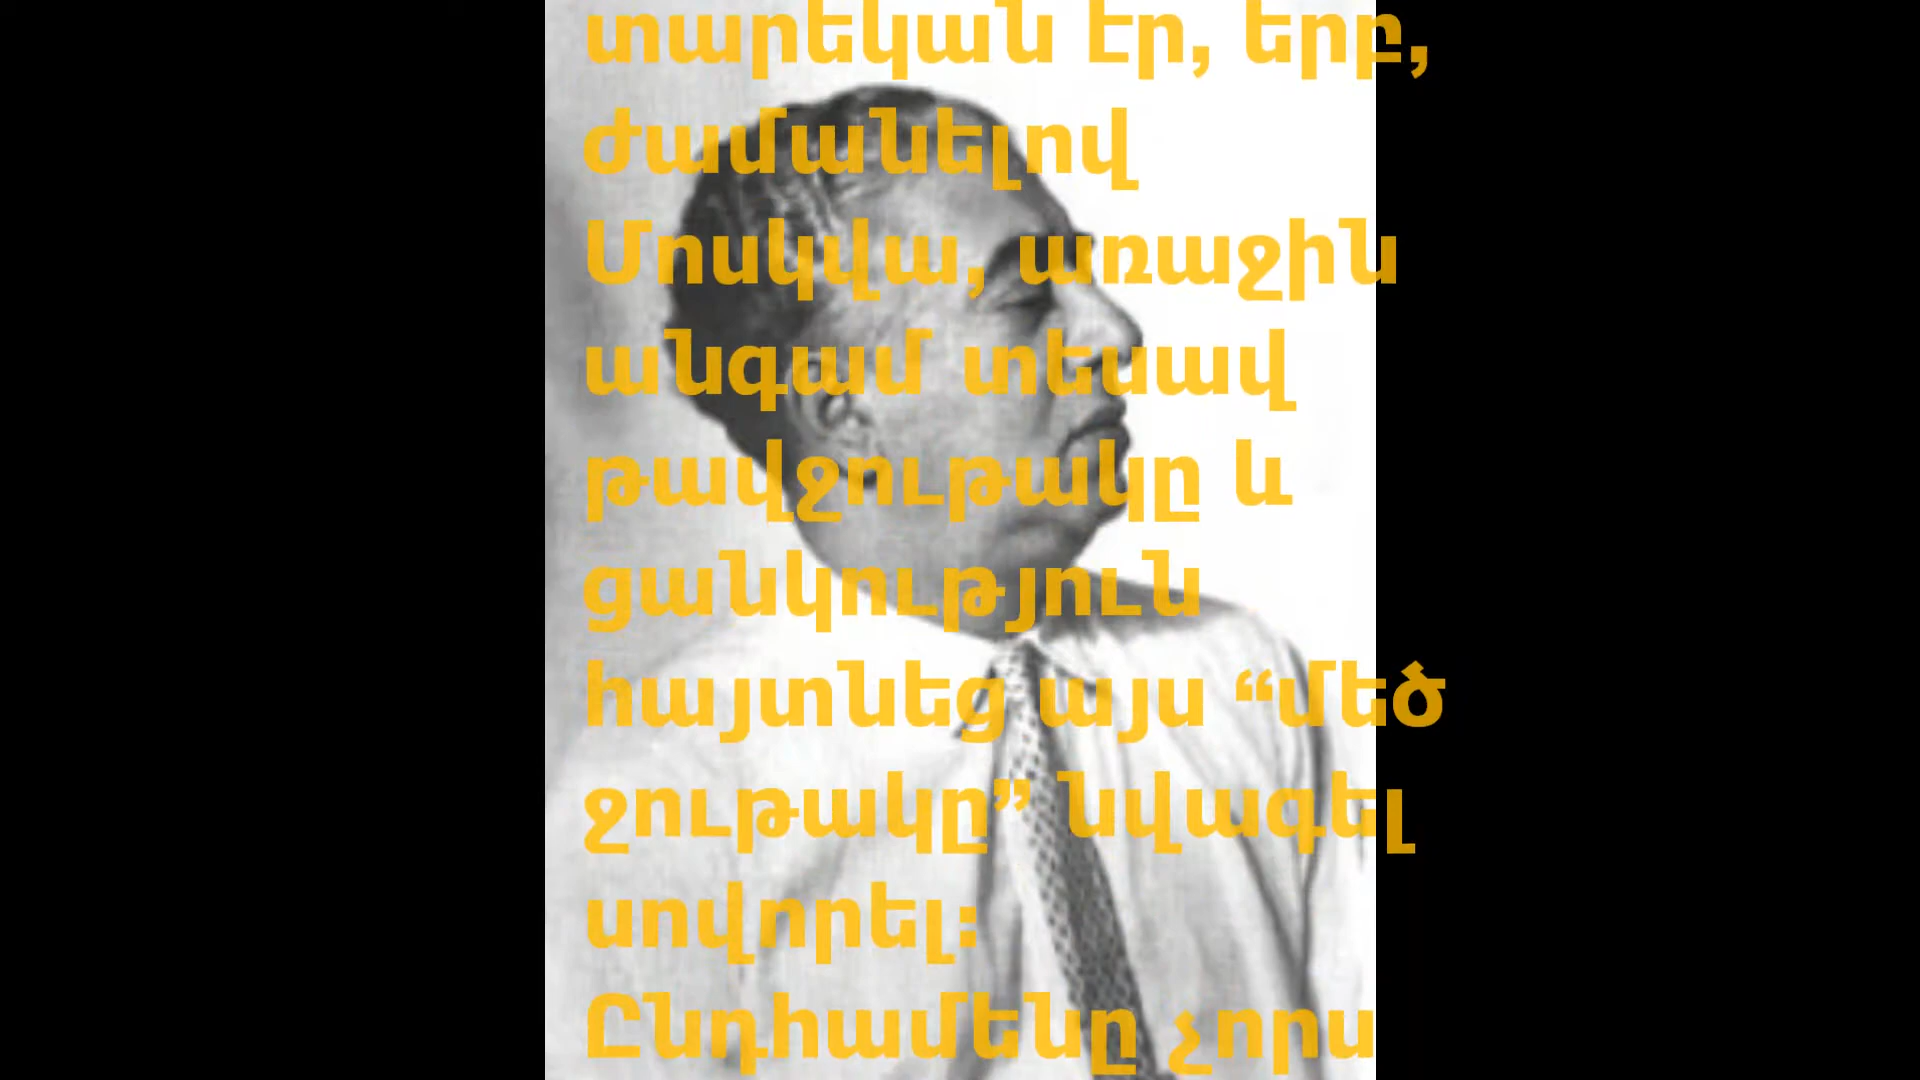 տարեկան էր, երբ,
ժամանելով
Մոսկվա, առաջին
անգամ տեսավ
թավջութակը և
ցանկություն
հայտնեց այս “մեծ
ջութակը” նվագել
սովորել:
Ընդհամենը չորս